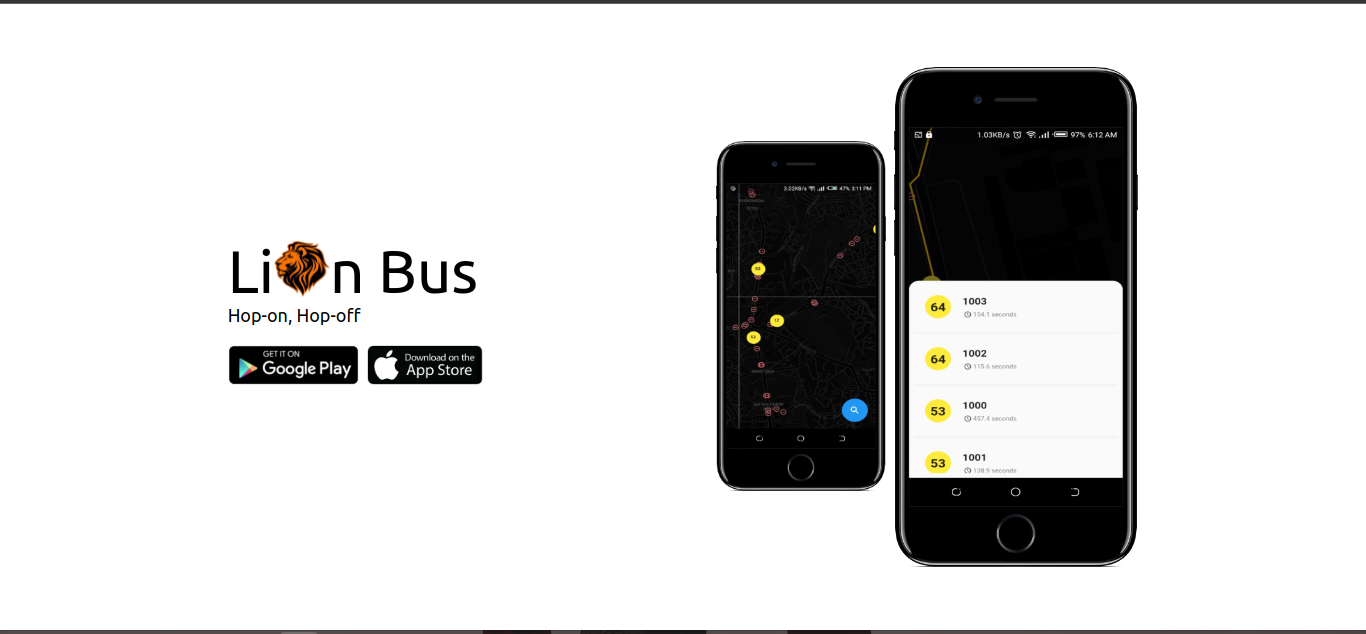 Li n Bus
Hop-on, Hop-off
GET IT ON
Google Play
Download on the
App Store
3.02KB/s 47% 3:11 PM
33
12
53
1.03KB/s 97% 6:12 AM
64 1003
154.1 seconds
64 1002
115.6 seconds
53 1000
457.4 seconds
53 1001
138.9 seconds